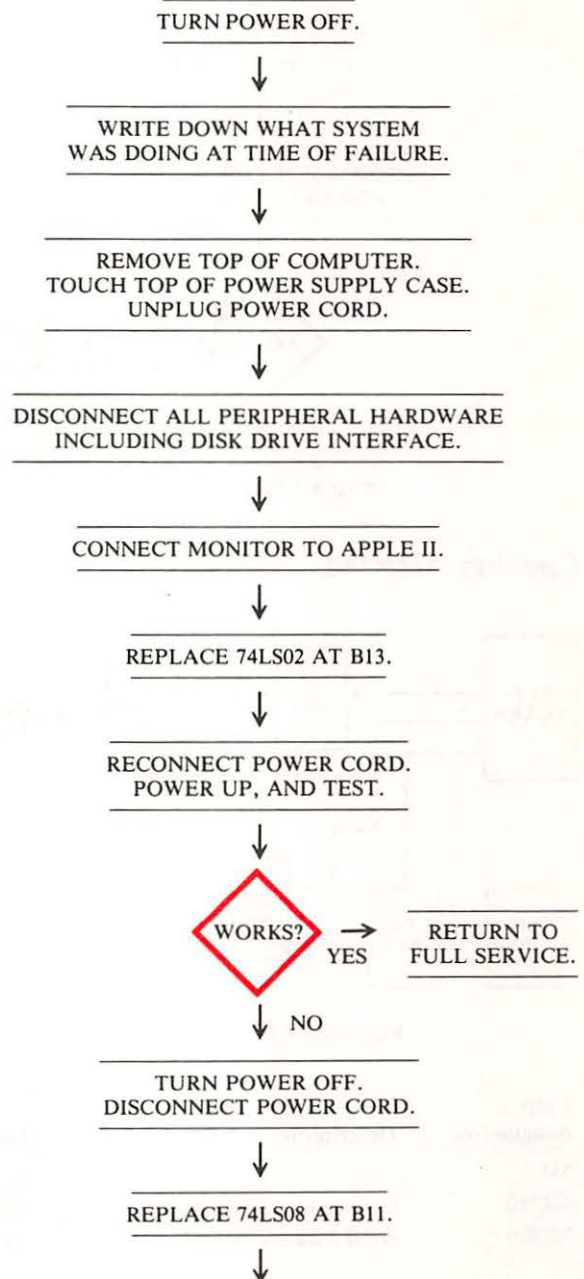 TURN POWER OFF.
WRITE DOWN WHAT SYSTEM
WAS DOING AT TIME OF FAILURE.
REMOVE TOP OF COMPUTER.
TOUCH TOP OF POWER SUPPLY CASE.
UNPLUG POWER CORD.
DISCONNECT ALL PERIPHERAL HARDWARE
INCLUDING DISK DRIVE INTERFACE.
CONNECT MONITOR TO APPLE II.
REPLACE 74LS02 AT B13.
RECONNECT POWER CORD.
POWER UP, AND TEST.
WORKS?
YES
RETURN TO
FULL SERVICE.
NO
TURN POWER OFF.
DISCONNECT POWER CORD.
REPLACE 74LS08 AT B11.